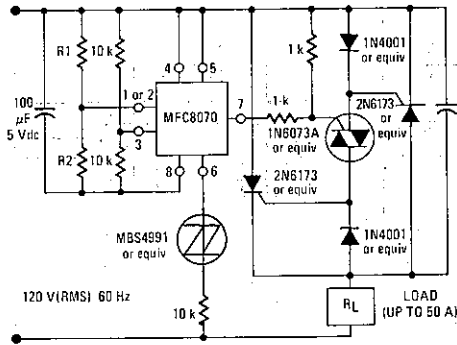 R1
10 k
4
5
1 k
1N4001
or equiv
100
µF
5 Vdc
1 or 2
MFC8070
7
1-k
2N6173
or equiv
3
1N6073A
or equiv
R2
10 k
8
6
2N6173
or equiv
MBS4991
or equiv
1N4001
or equiv
120 V(RMS) 60 Hz
10 k
RL
LOAD
(UP TO 50 A)